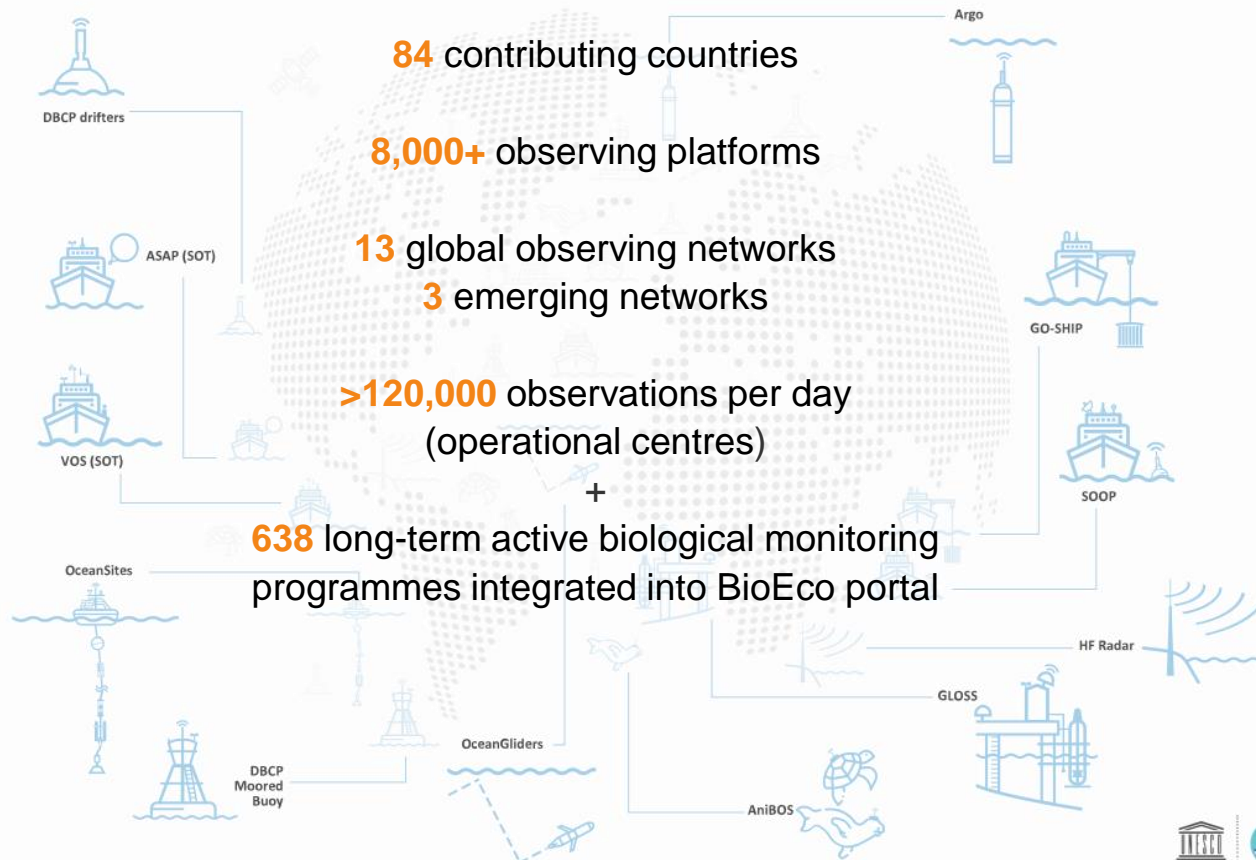 Argo
84 contributing countries
DBCP drifters
8,000+ observing platforms
13 global observing networks
ASAP (SOT)
3 emerging networks
GO-SHIP
>120,000 observations per day
(operational centres)
VOS (SOT)
+
SOOP
638 long-term active biological monitoring
OceanSites
programmes integrated into BioEco portal
HF Radar
GLOSS
OceanGliders
DBCP
Moored
Buoy
AniBOS
UNESCO